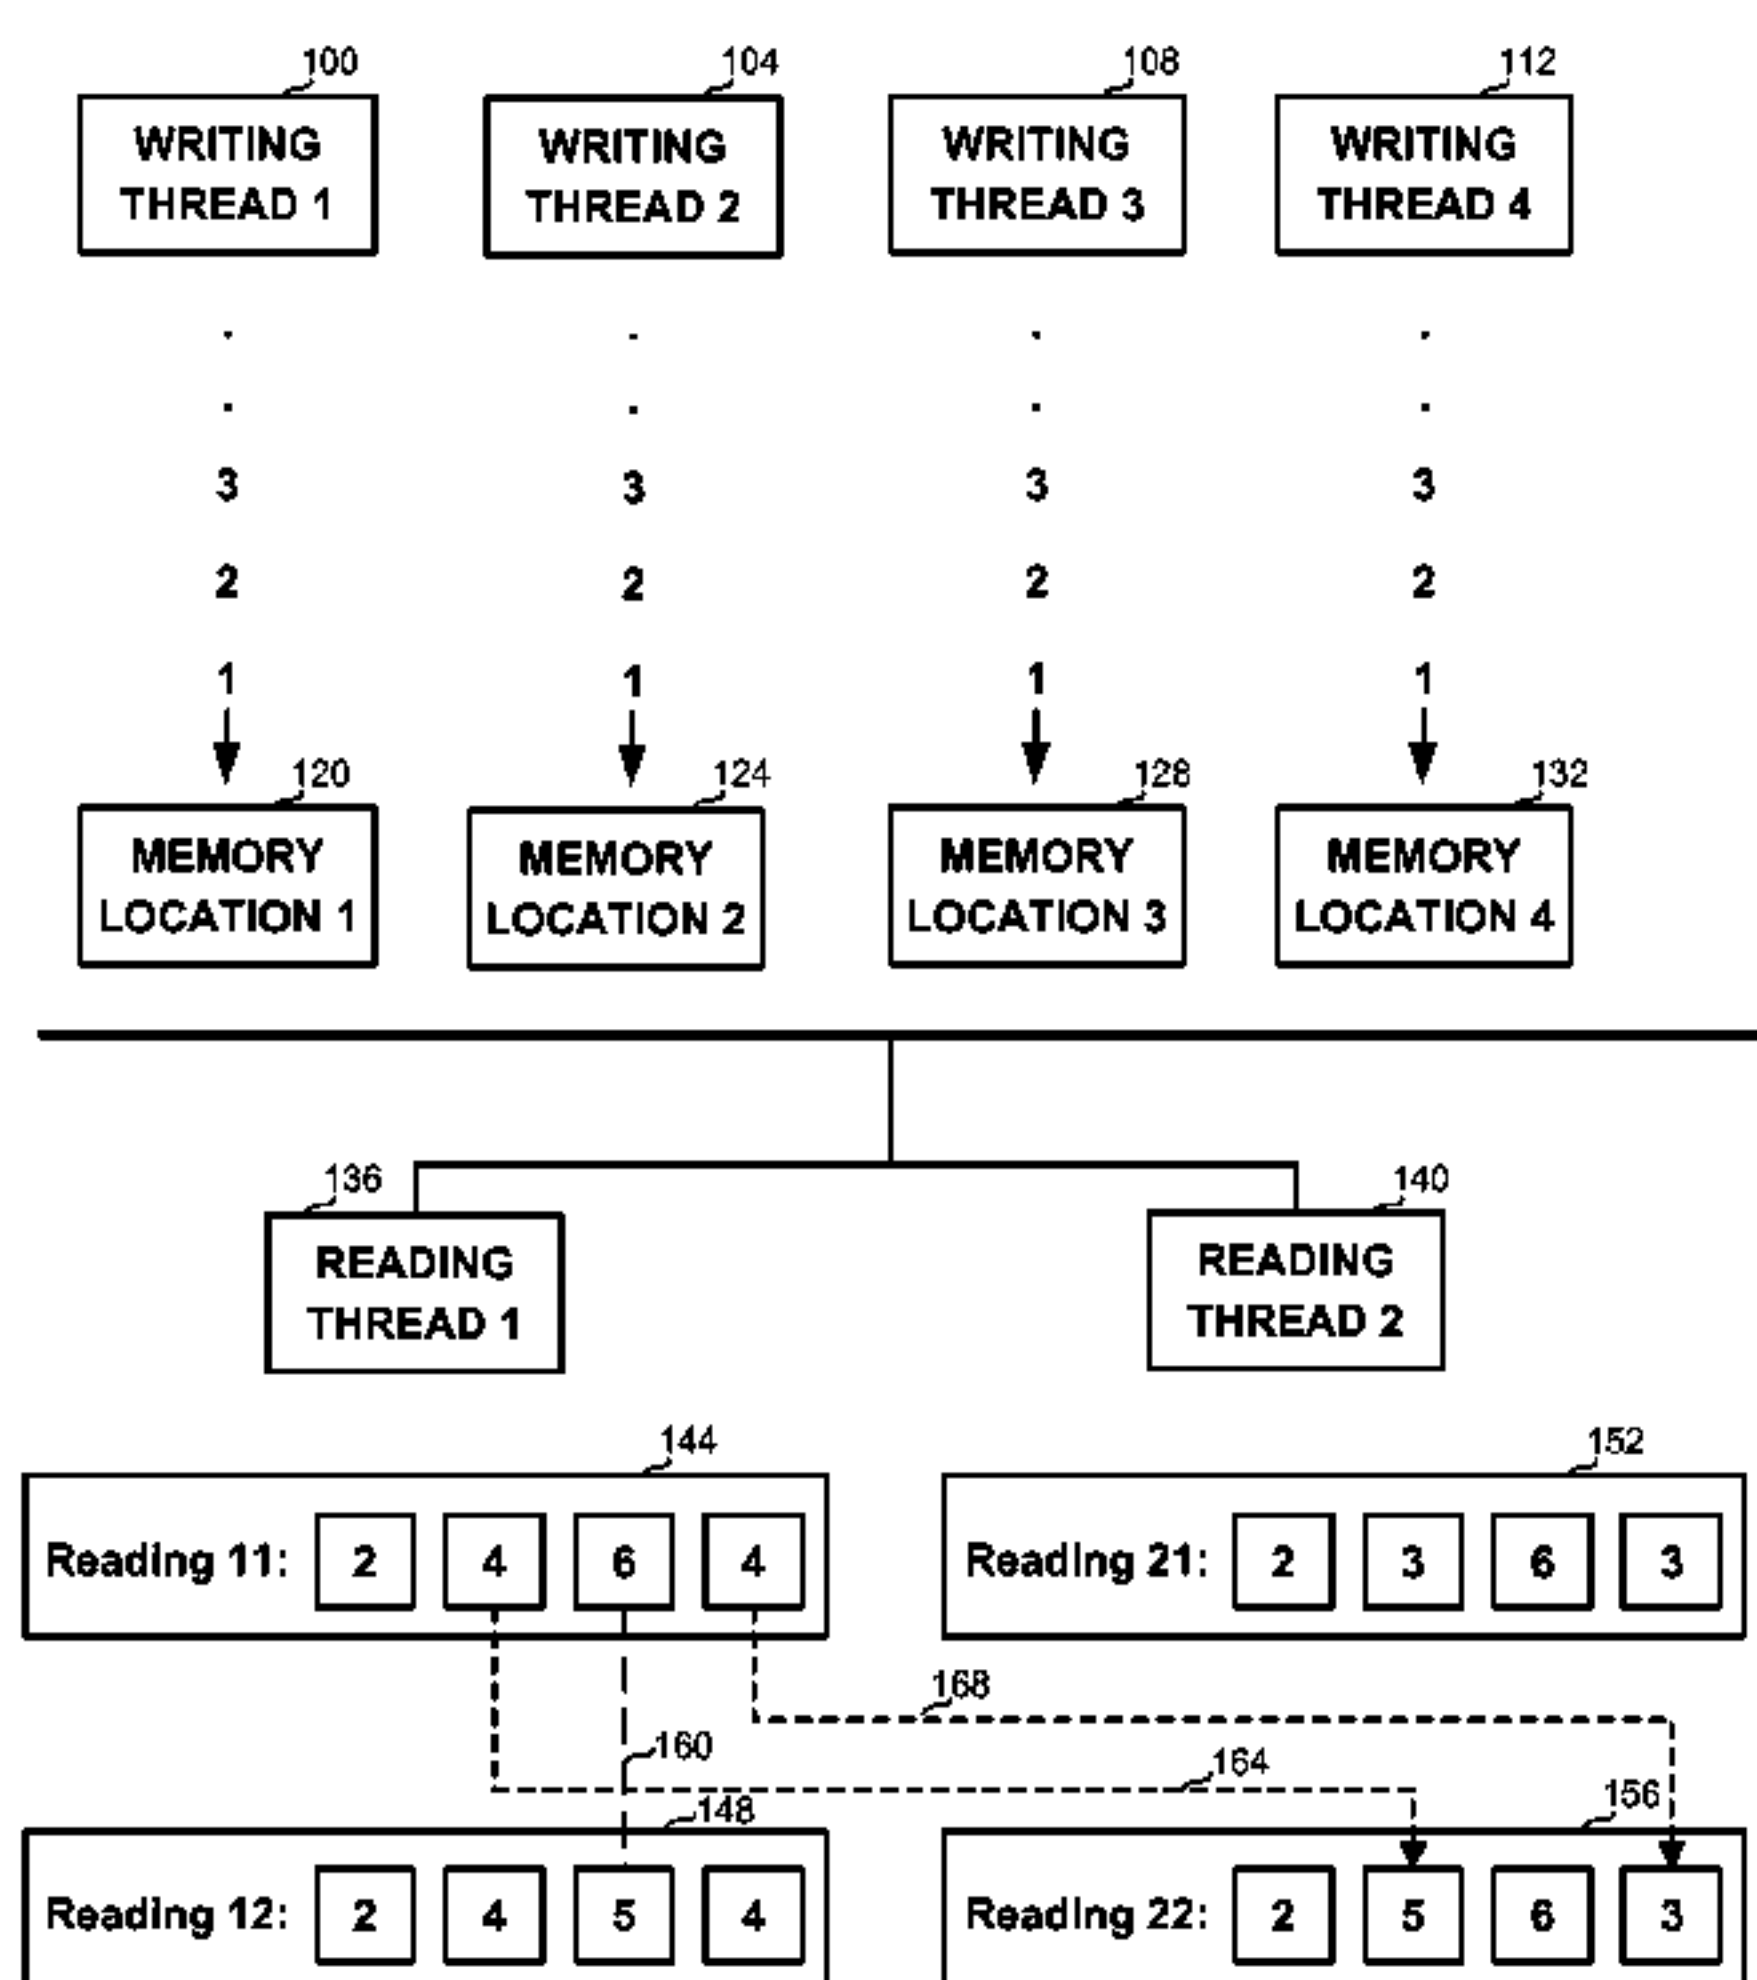 100 104 108 112
WRITING WRITING WRITING WRITING
THREAD 1 THREAD 2 THREAD 3 THREAD 4
. . . .
. . . .
3 3 3 3
2 2 2 2
1 1 1 1
120 124 128 132
MEMORY MEMORY MEMORY MEMORY
LOCATION 1 LOCATION 2 LOCATION 3 LOCATION 4
136 140
READING READING
THREAD 1 THREAD 2
144 152
Reading 11: 2 4 6 4 Reading 21: 2 3 6 3
168
160 164
148 156
Reading 12: 2 4 5 4 Reading 22: 2 5 6 3